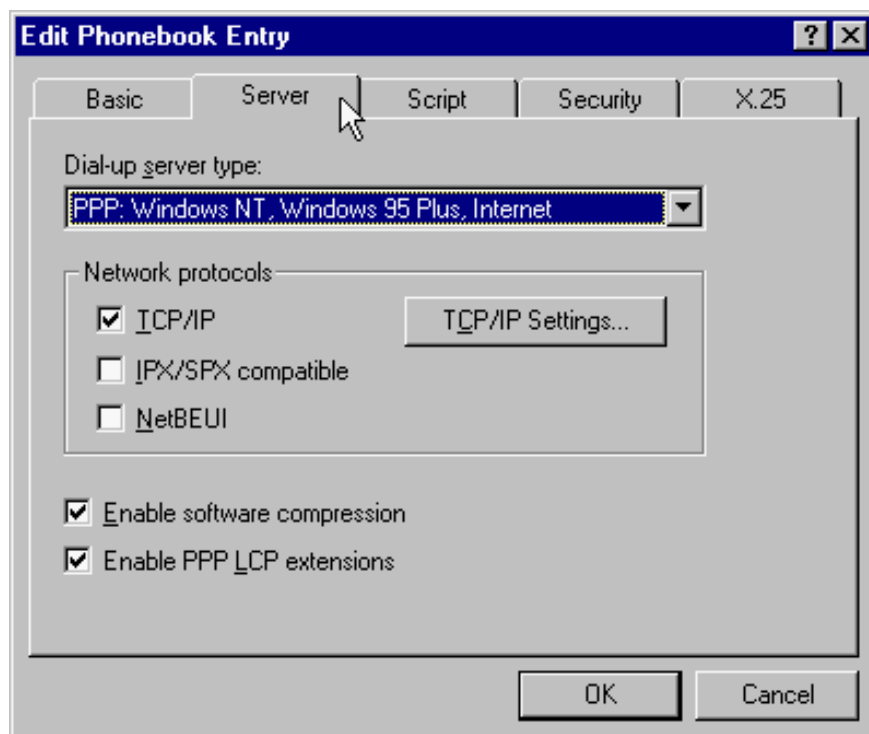 Edit Phonebook Entry
Basic Server Script Security X.25
Dial-up server type:
PPP: Windows NT, Windows 95 Plus, Internet
Network protocols
TCP/IP TCP/IP Settings...
IPX/SPX compatible
NetBEUI
Enable software compression
Enable PPP LCP extensions
OK Cancel